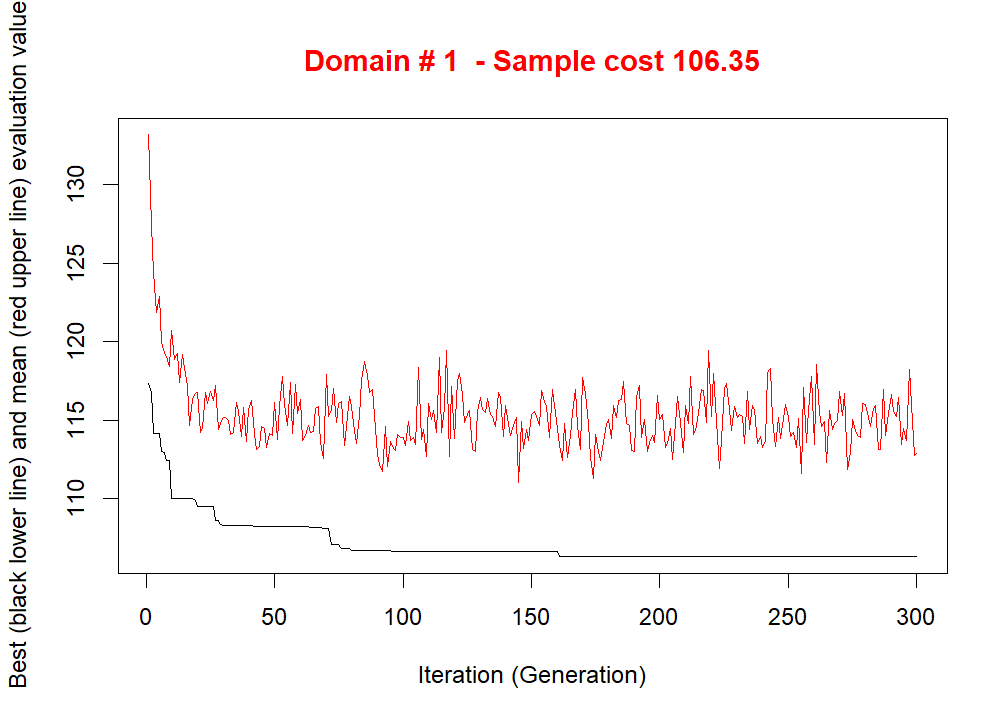 Domain # 1  - Sample cost 106.35
Best (black lower line) and mean (red upper line) evaluation value
130
125
120
115
110
0 50 100 150 200 250 300
Iteration (Generation)